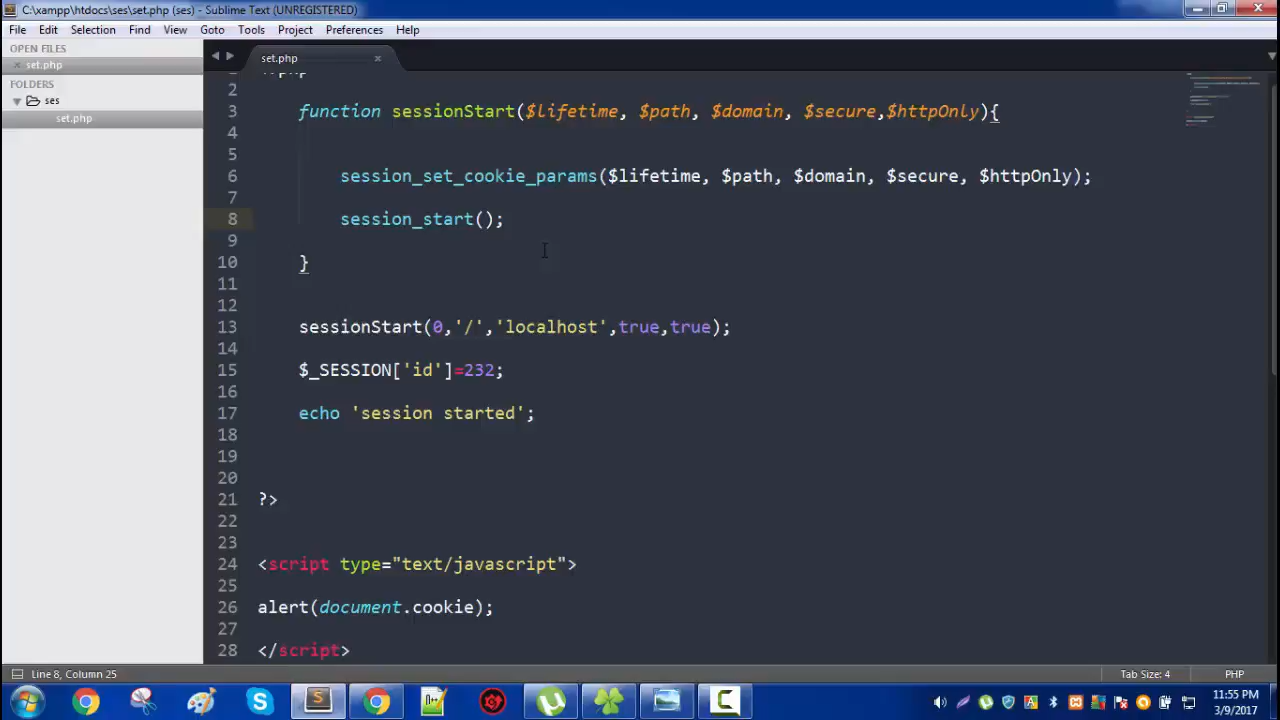 C:\xampp\htdocs\ses\set.php (ses) - Sublime Text (UNREGISTERED)
File Edit Selection Find View Goto Tools Project Preferences Help
OPEN FILES
set.php
FOLDERS
ses
set.php
set.php
2
3 function sessionStart($lifetime, $path, $domain, $secure,$httpOnly){
4
5
6 session_set_cookie_params($lifetime, $path, $domain, $secure, $httpOnly);
7
8 session_start();
9
10 }
11
12
13 sessionStart(0,'/','localhost',true,true);
14
15 $_SESSION['id']=232;
16
17 echo 'session started';
18
19
20
21 ?>
22
23
24 <script type="text/javascript">
25
26 alert(document.cookie);
27
28 </script>
Line 8, Column 25
Tab Size: 4
PHP
11:55 PM
3/9/2017